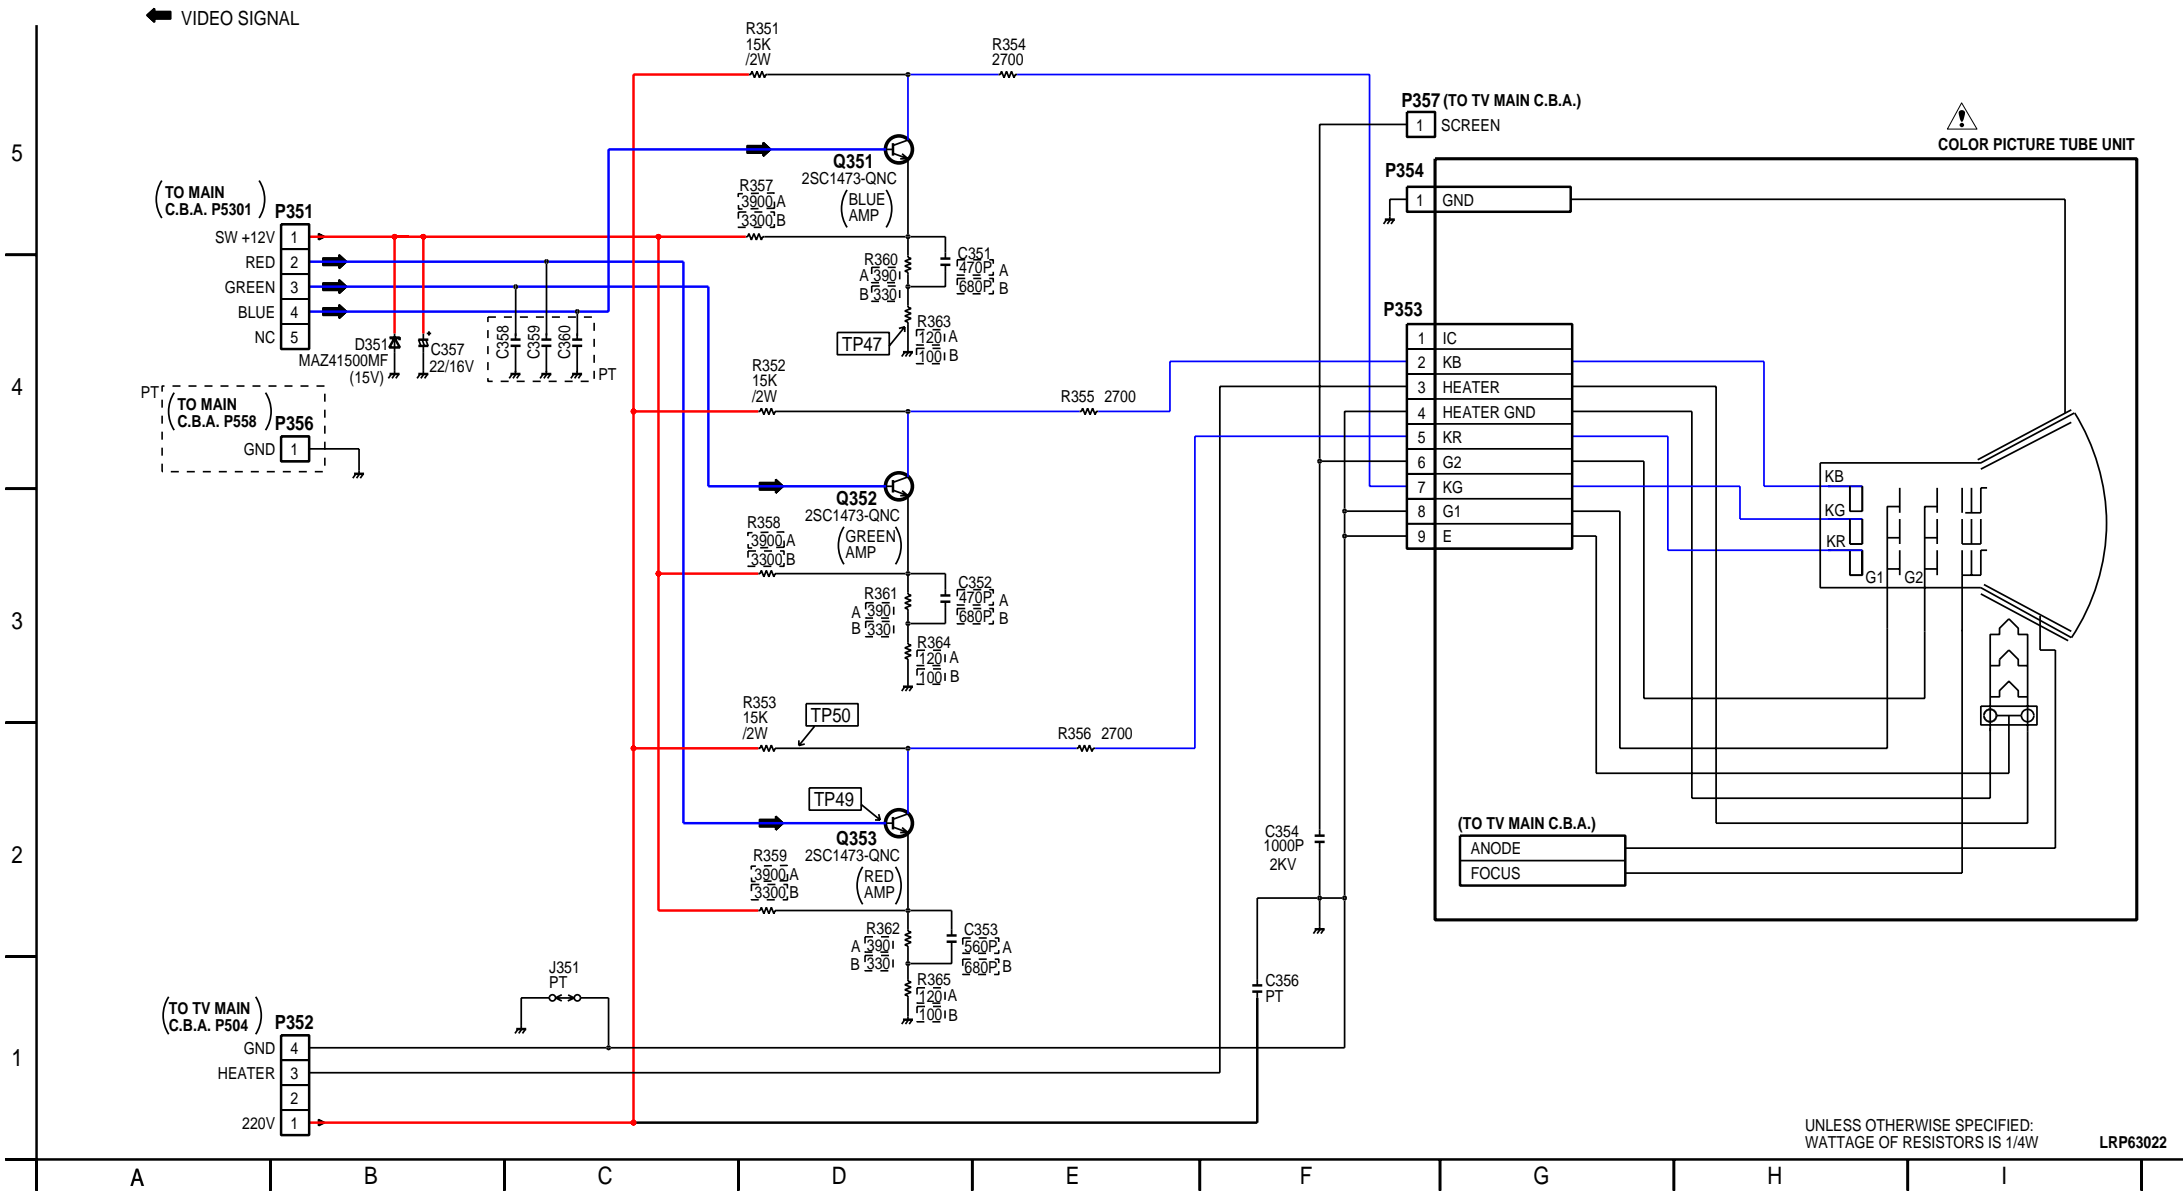 VIDEO SIGNAL
R351
15K
/2W
R354
2700
P357 (TO TV MAIN C.B.A.)
1 SCREEN
COLOR PICTURE TUBE UNIT
5
Q351
2SC1473-QNC
(BLUE
AMP)
P354
1 GND
R357
3900 A
3300 B
(TO MAIN
C.B.A. P5301)
P351
SW +12V 1
RED 2
GREEN 3
BLUE 4
NC 5
R360
A 390
B 330
C351
470P A
680P B
R363
120 A
100 B
TP47
D351
MAZ41500MF
(15V)
C357
22/16V
C358
C359
C360
PT
P353
1 IC
2 KB
3 HEATER
4 HEATER GND
5 KR
6 G2
7 KG
8 G1
9 E
4
PT
(TO MAIN
C.B.A. P558)
P356
GND 1
R352
15K
/2W
R355 2700
KB
KG
KR
G1
G2
Q352
2SC1473-QNC
(GREEN
AMP)
R358
3900 A
3300 B
R361
A 390
B 330
C352
470P A
680P B
3
R364
120 A
100 B
R353
15K
/2W
TP50
R356 2700
TP49
Q353
2SC1473-QNC
(RED
AMP)
2
R359
3900 A
3300 B
C354
1000P
2KV
(TO TV MAIN C.B.A.)
ANODE
FOCUS
R362
A 390
B 330
C353
560P A
680P B
R365
120 A
100 B
J351
PT
C356
PT
(TO TV MAIN
C.B.A. P504)
P352
GND 4
HEATER 3
2
220V 1
1
UNLESS OTHERWISE SPECIFIED:
WATTAGE OF RESISTORS IS 1/4W
LRP63022
A B C D E F G H I